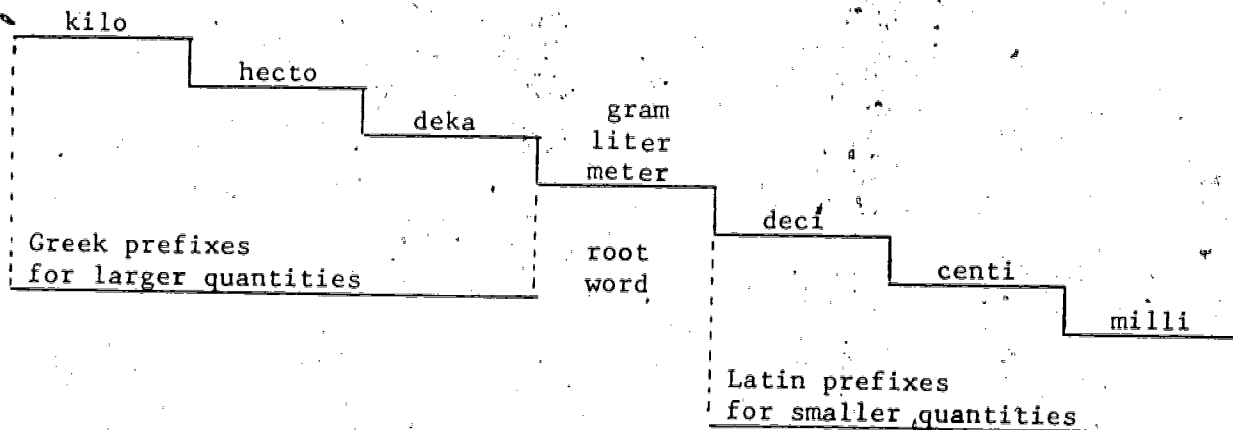 kilo
hecto
deka
gram
liter
meter
deci
centi
milli
Greek prefixes
for larger quantities
root
word
Latin prefixes
for smaller quantities